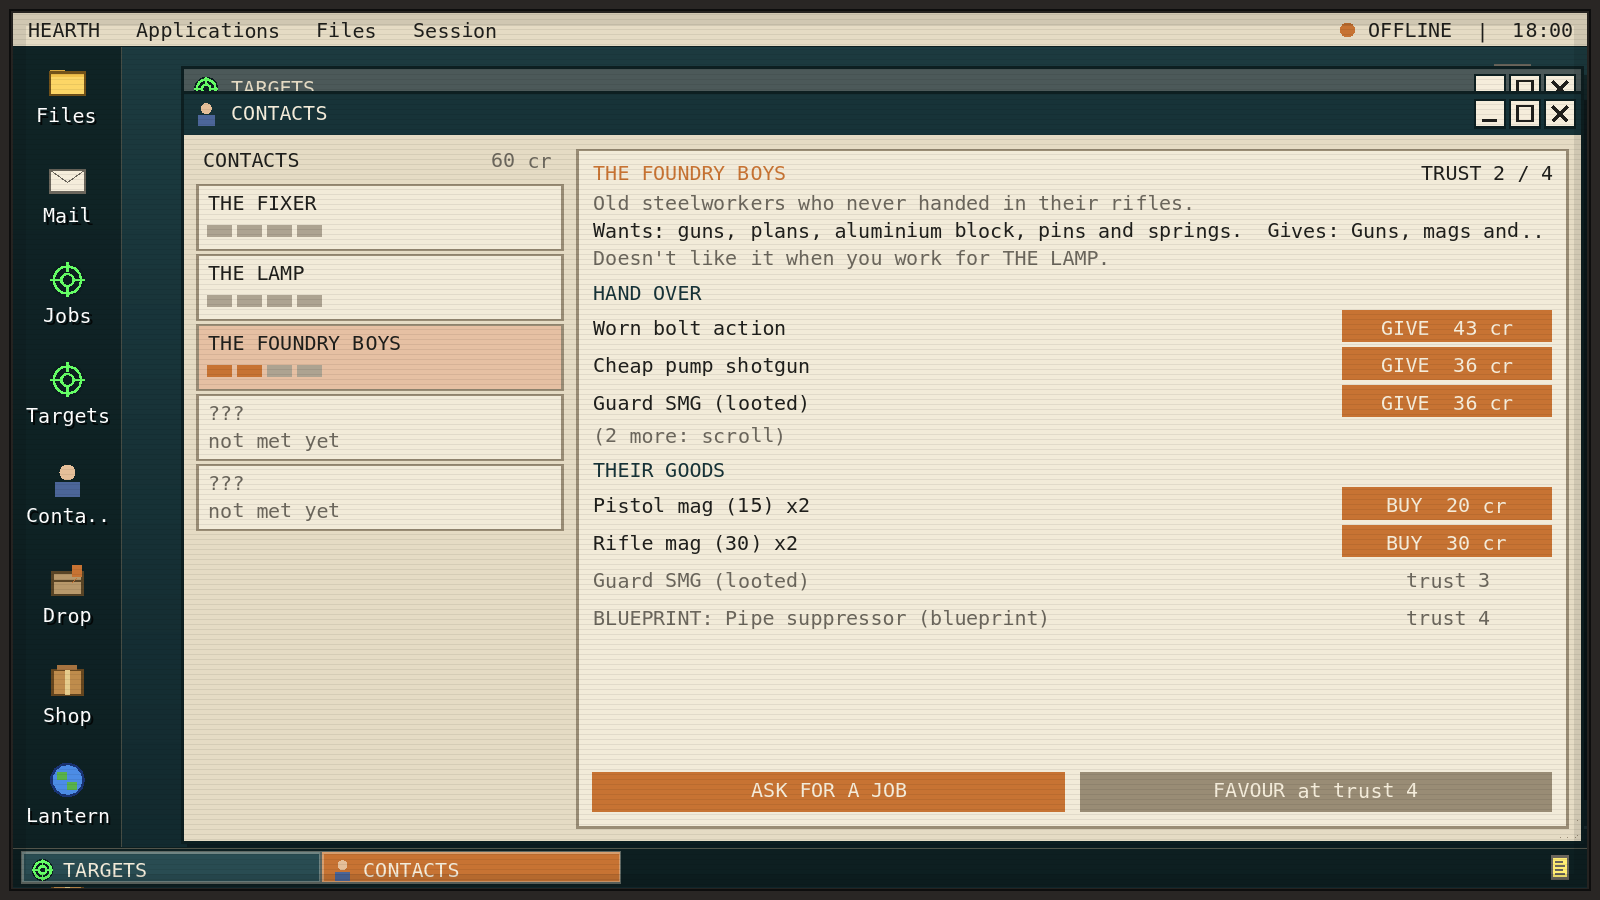 HEARTH Applications Files Session OFFLINE | 18:00
Files
Mail
Jobs
Targets
Conta..
Drop
Shop
Lantern
TARGETS
CONTACTS
CONTACTS 60 cr
THE FIXER
THE LAMP
THE FOUNDRY BOYS
???
not met yet
???
not met yet
THE FOUNDRY BOYS TRUST 2 / 4
Old steelworkers who never handed in their rifles.
Wants: guns, plans, aluminium block, pins and springs. Gives: Guns, mags and..
Doesn't like it when you work for THE LAMP.
HAND OVER
Worn bolt action GIVE 43 cr
Cheap pump shotgun GIVE 36 cr
Guard SMG (looted) GIVE 36 cr
(2 more: scroll)
THEIR GOODS
Pistol mag (15) x2 BUY 20 cr
Rifle mag (30) x2 BUY 30 cr
Guard SMG (looted) trust 3
BLUEPRINT: Pipe suppressor (blueprint) trust 4
ASK FOR A JOB FAVOUR at trust 4
TARGETS CONTACTS